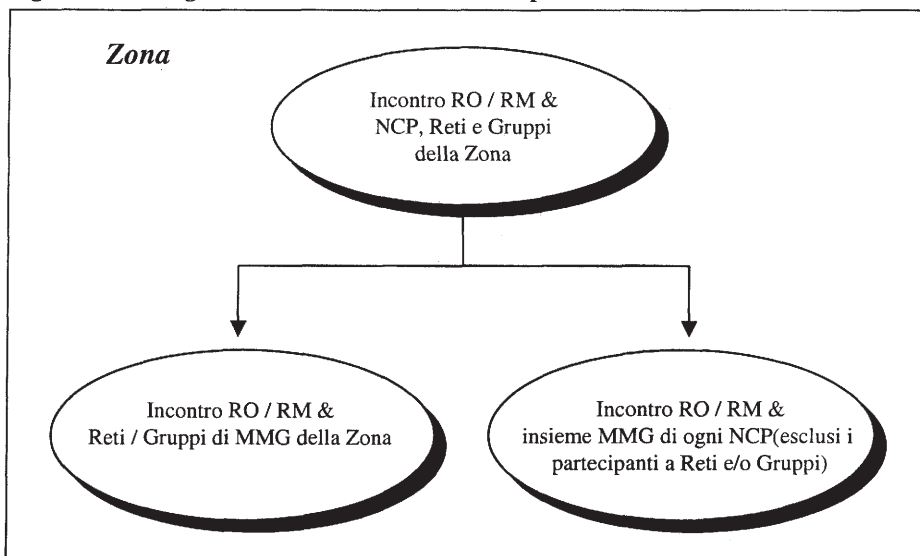 Zona
Incontro RO / RM &
NCP, Reti e Gruppi
della Zona
Incontro RO / RM &
Reti / Gruppi di MMG della Zona
Incontro RO / RM &
insieme MMG di ogni NCP(esclusi i
partecipanti a Reti e/o Gruppi)